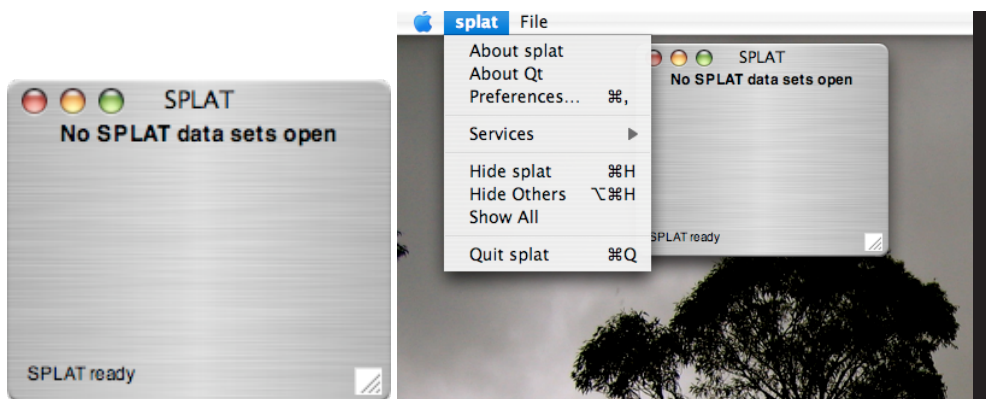 SPLAT
No SPLAT data sets open
SPLAT ready
splat File
About splat
About Qt
Preferences... ⌘,
Services
Hide splat ⌘H
Hide Others ⌥⌘H
Show All
Quit splat ⌘Q
SPLAT
No SPLAT data sets open
SPLAT ready